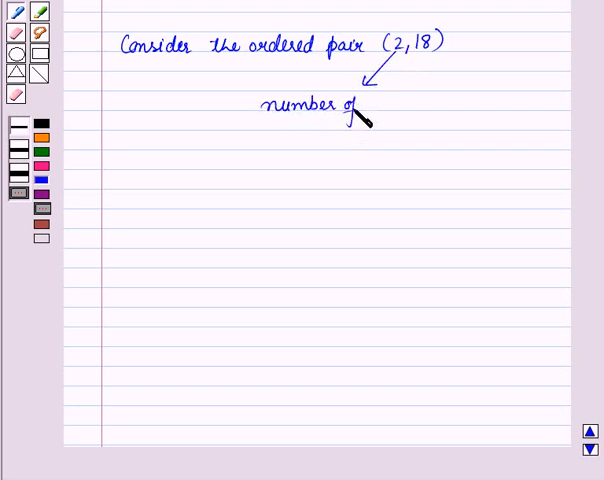 Consider the ordered pair (2,18)
number of